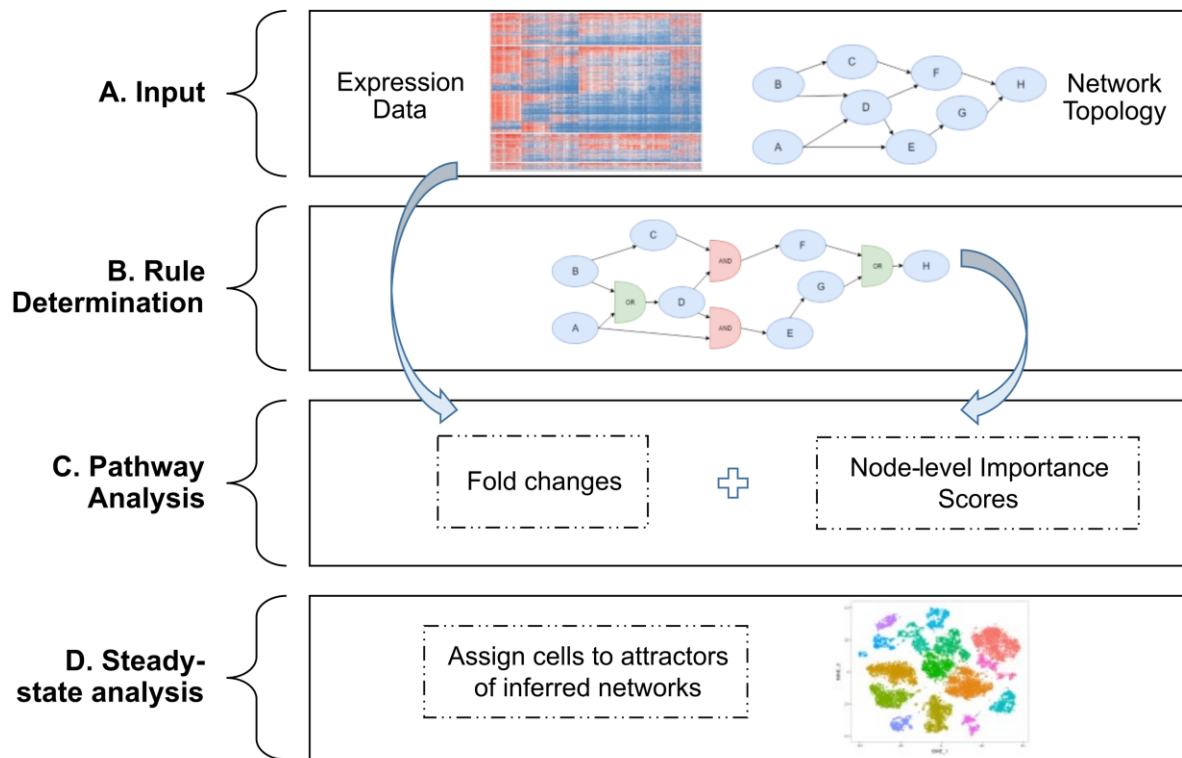 A. Input
Expression
Data
B
C
D
A
F
E
G
H
Network
Topology
B. Rule
Determination
B
C
A
OR
D
AND
AND
F
G
E
OR
H
C. Pathway
Analysis
Fold changes
Node-level Importance
Scores
D. Steady-
state analysis
Assign cells to attractors
of inferred networks